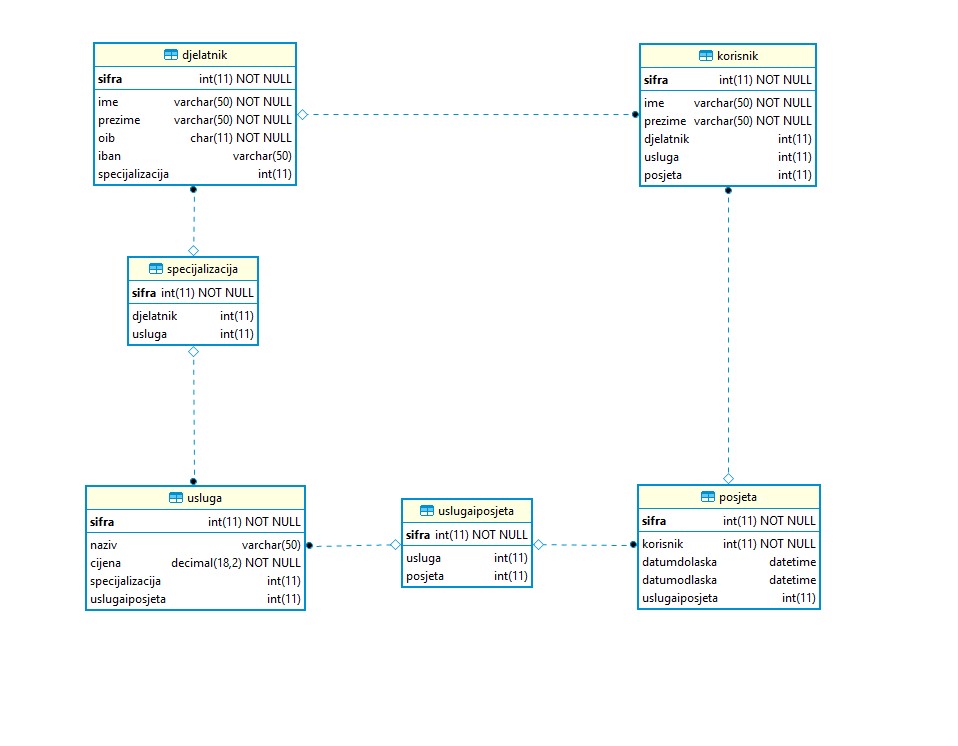 djelatnik
sifra int(11) NOT NULL
ime varchar(50) NOT NULL
prezime varchar(50) NOT NULL
oib char(11) NOT NULL
iban varchar(50)
specijalizacija int(11)
korisnik
sifra int(11) NOT NULL
ime varchar(50) NOT NULL
prezime varchar(50) NOT NULL
djelatnik int(11)
usluga int(11)
posjeta int(11)
specijalizacija
sifra int(11) NOT NULL
djelatnik int(11)
usluga int(11)
usluga
sifra int(11) NOT NULL
naziv varchar(50)
cijena decimal(18,2) NOT NULL
specijalizacija int(11)
uslugaiposjeta int(11)
uslugaiposjeta
sifra int(11) NOT NULL
usluga int(11)
posjeta int(11)
posjeta
sifra int(11) NOT NULL
korisnik int(11) NOT NULL
datumdolaska datetime
datumodlaska datetime
uslugaiposjeta int(11)